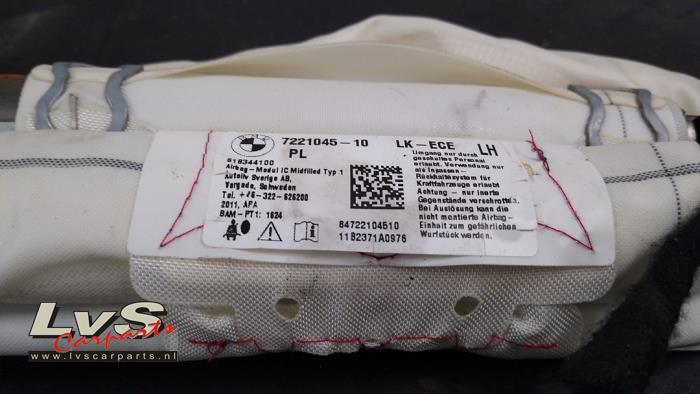 BMW
7221045-10 LK-ECE LH
PL
618344100
Airbag-Modul IC Midfilled Typ 1
Autoliv Sverige AB,
Vårgårda, Schweden
Tel. +46-322-626200
2011, APA
BAM-PT1: 1624
84722104510
11B2371A0976
Umgang nur durch
geschultes Personal
erlaubt. Verwendung nur
als Insassen-
Rückhaltesystem für
Kraftfahrzeuge erlaubt
Achtung - nur inerte
Gegenstände verschrotten.
Bei Auslösung kann die
nicht montierte Airbag-
Einheit zum gefährlichen
Wurfstück werden.
LvS
Carparts
www.lvscarparts.nl